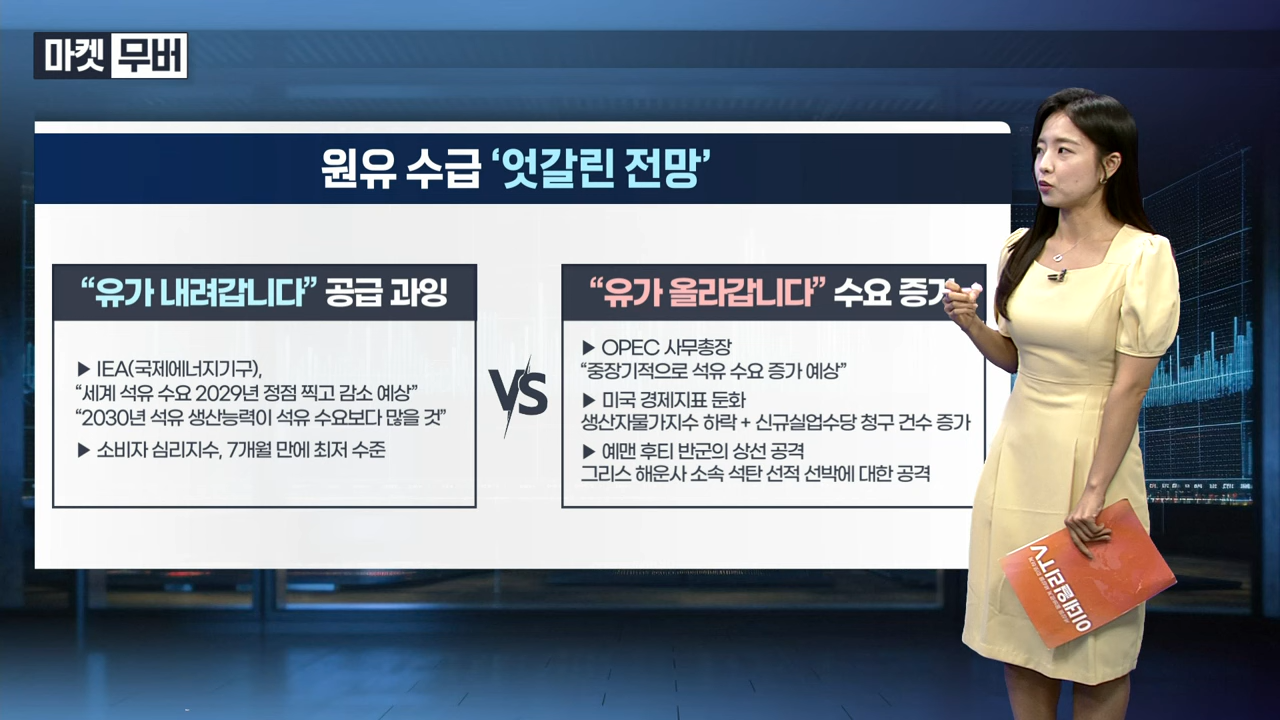 마켓 무버
원유 수급 ‘엇갈린 전망’
“유가 내려갑니다” 공급 과잉
▶ IEA(국제에너지기구),
“세계 석유 수요 2029년 정점 찍고 감소 예상”
“2030년 석유 생산능력이 석유 수요보다 많을 것”
▶ 소비자 심리지수, 7개월 만에 최저 수준
VS
“유가 올라갑니다” 수요 증가
▶ OPEC 사무총장
“중장기적으로 석유 수요 증가 예상”
▶ 미국 경제지표 둔화
생산자물가지수 하락 + 신규실업수당 청구 건수 증가
▶ 예맨 후티 반군의 상선 공격
그리스 해운사 소속 석탄 선적 선박에 대한 공격
이데일리TV